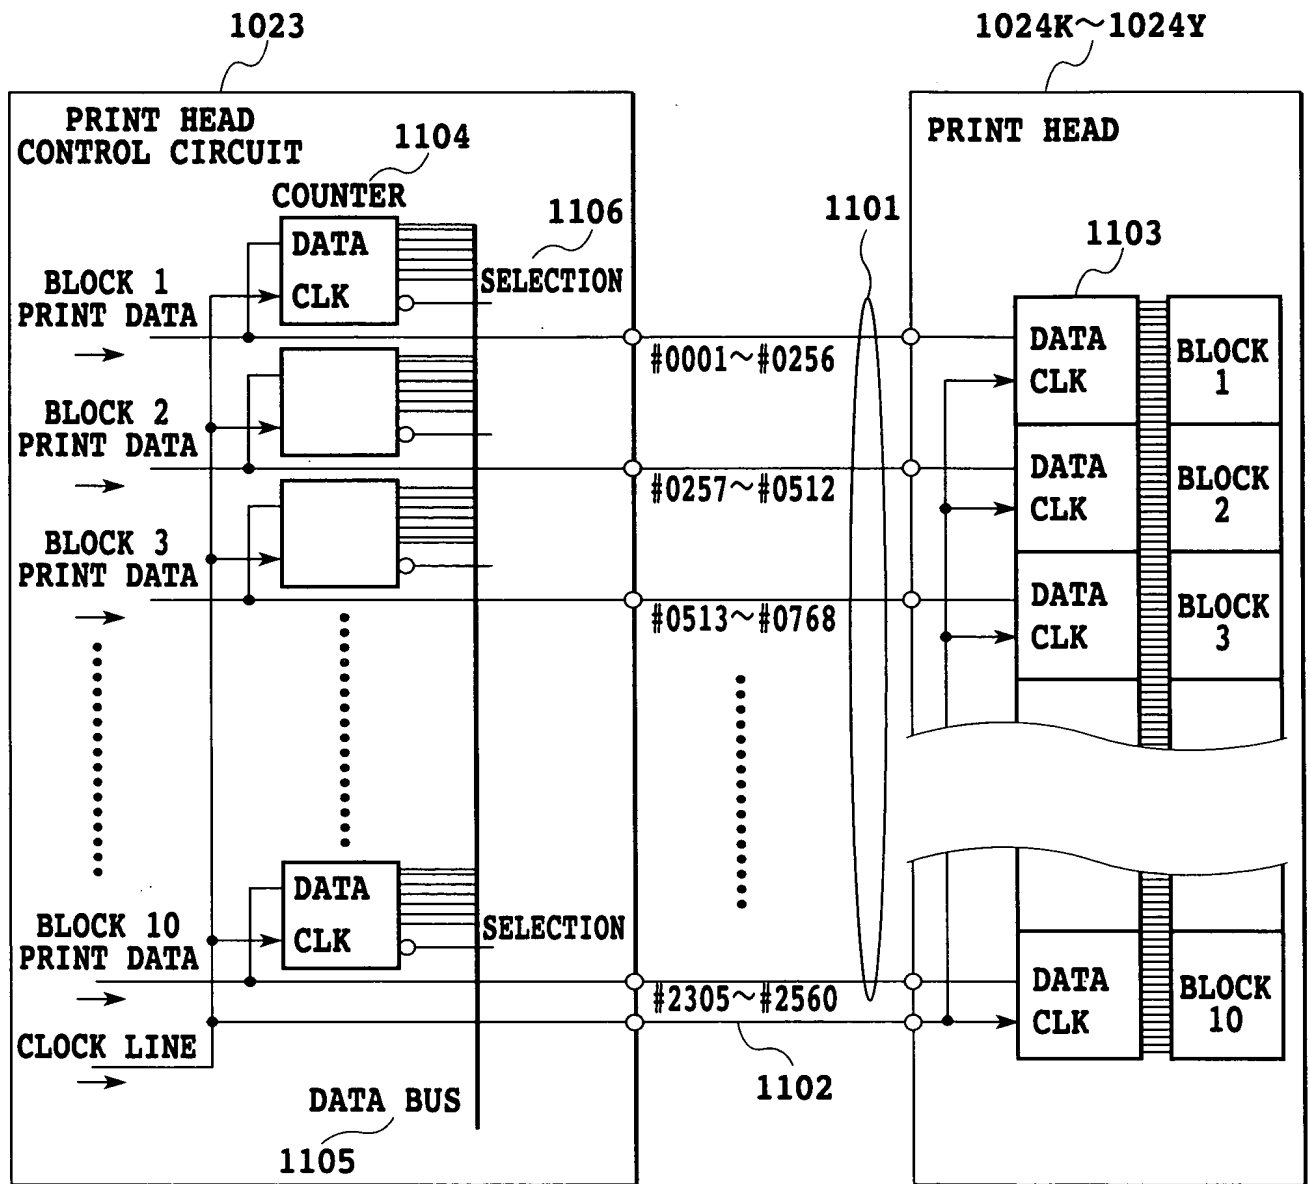 1023
1024K～1024Y
PRINT HEAD
CONTROL CIRCUIT
1104
COUNTER
DATA
CLK
1106
SELECTION
BLOCK 1
PRINT DATA
BLOCK 2
PRINT DATA
BLOCK 3
PRINT DATA
DATA
CLK
SELECTION
BLOCK 10
PRINT DATA
CLOCK LINE
DATA BUS
1105
1101
#0001～#0256
#0257～#0512
#0513～#0768
#2305～#2560
1102
PRINT HEAD
1103
DATA
CLK
BLOCK
1
DATA
CLK
BLOCK
2
DATA
CLK
BLOCK
3
DATA
CLK
BLOCK
10